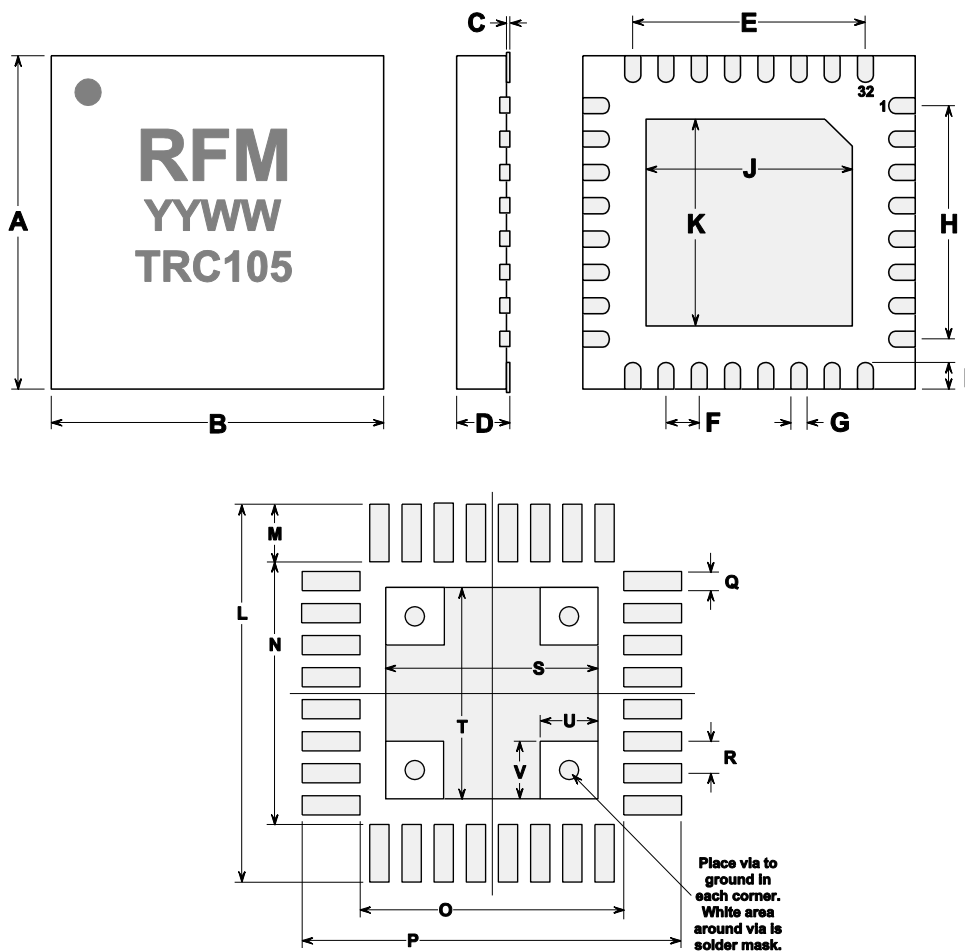 C
E
A
RFM
YYWW
TRC105
32
1
J
K
H
B
D
F
G
M
L
N
Q
S
T
U
V
R
O
P
Place via to
ground in
each corner.
White area
around via is
solder mask.